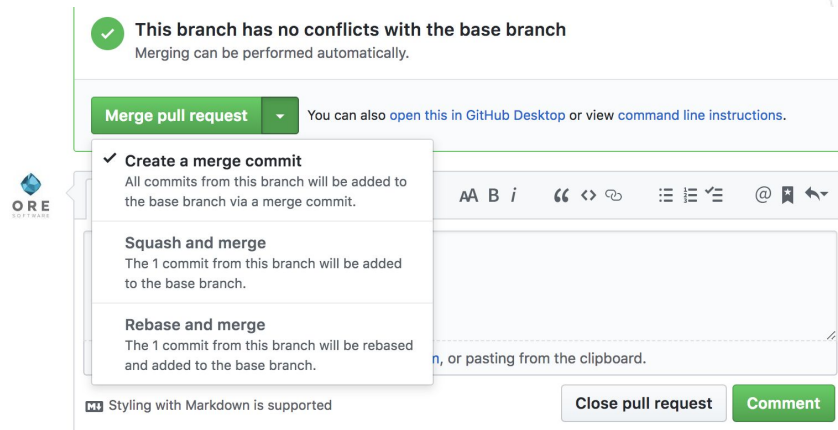 This branch has no conflicts with the base branch
Merging can be performed automatically.
Merge pull request
You can also open this in GitHub Desktop or view command line instructions.
Create a merge commit
All commits from this branch will be added to
the base branch via a merge commit.
ORE
SOFTWARE
AA B i
@
Squash and merge
The 1 commit from this branch will be added
to the base branch.
Rebase and merge
The 1 commit from this branch will be rebased
and added to the base branch.
, or pasting from the clipboard.
Styling with Markdown is supported
Close pull request
Comment